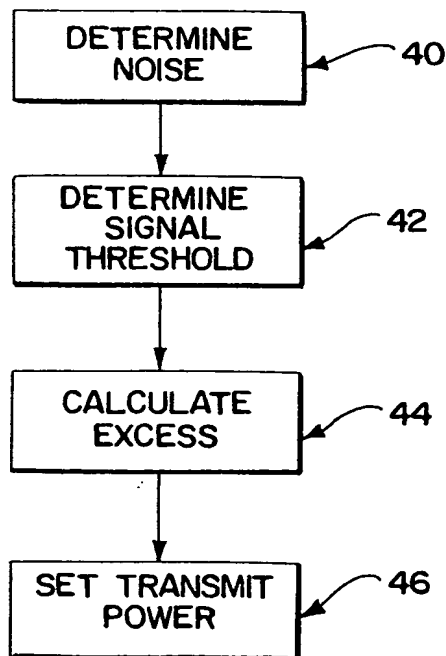 DETERMINE
NOISE
40
DETERMINE
SIGNAL
THRESHOLD
42
CALCULATE
EXCESS
44
SET TRANSMIT
POWER
46